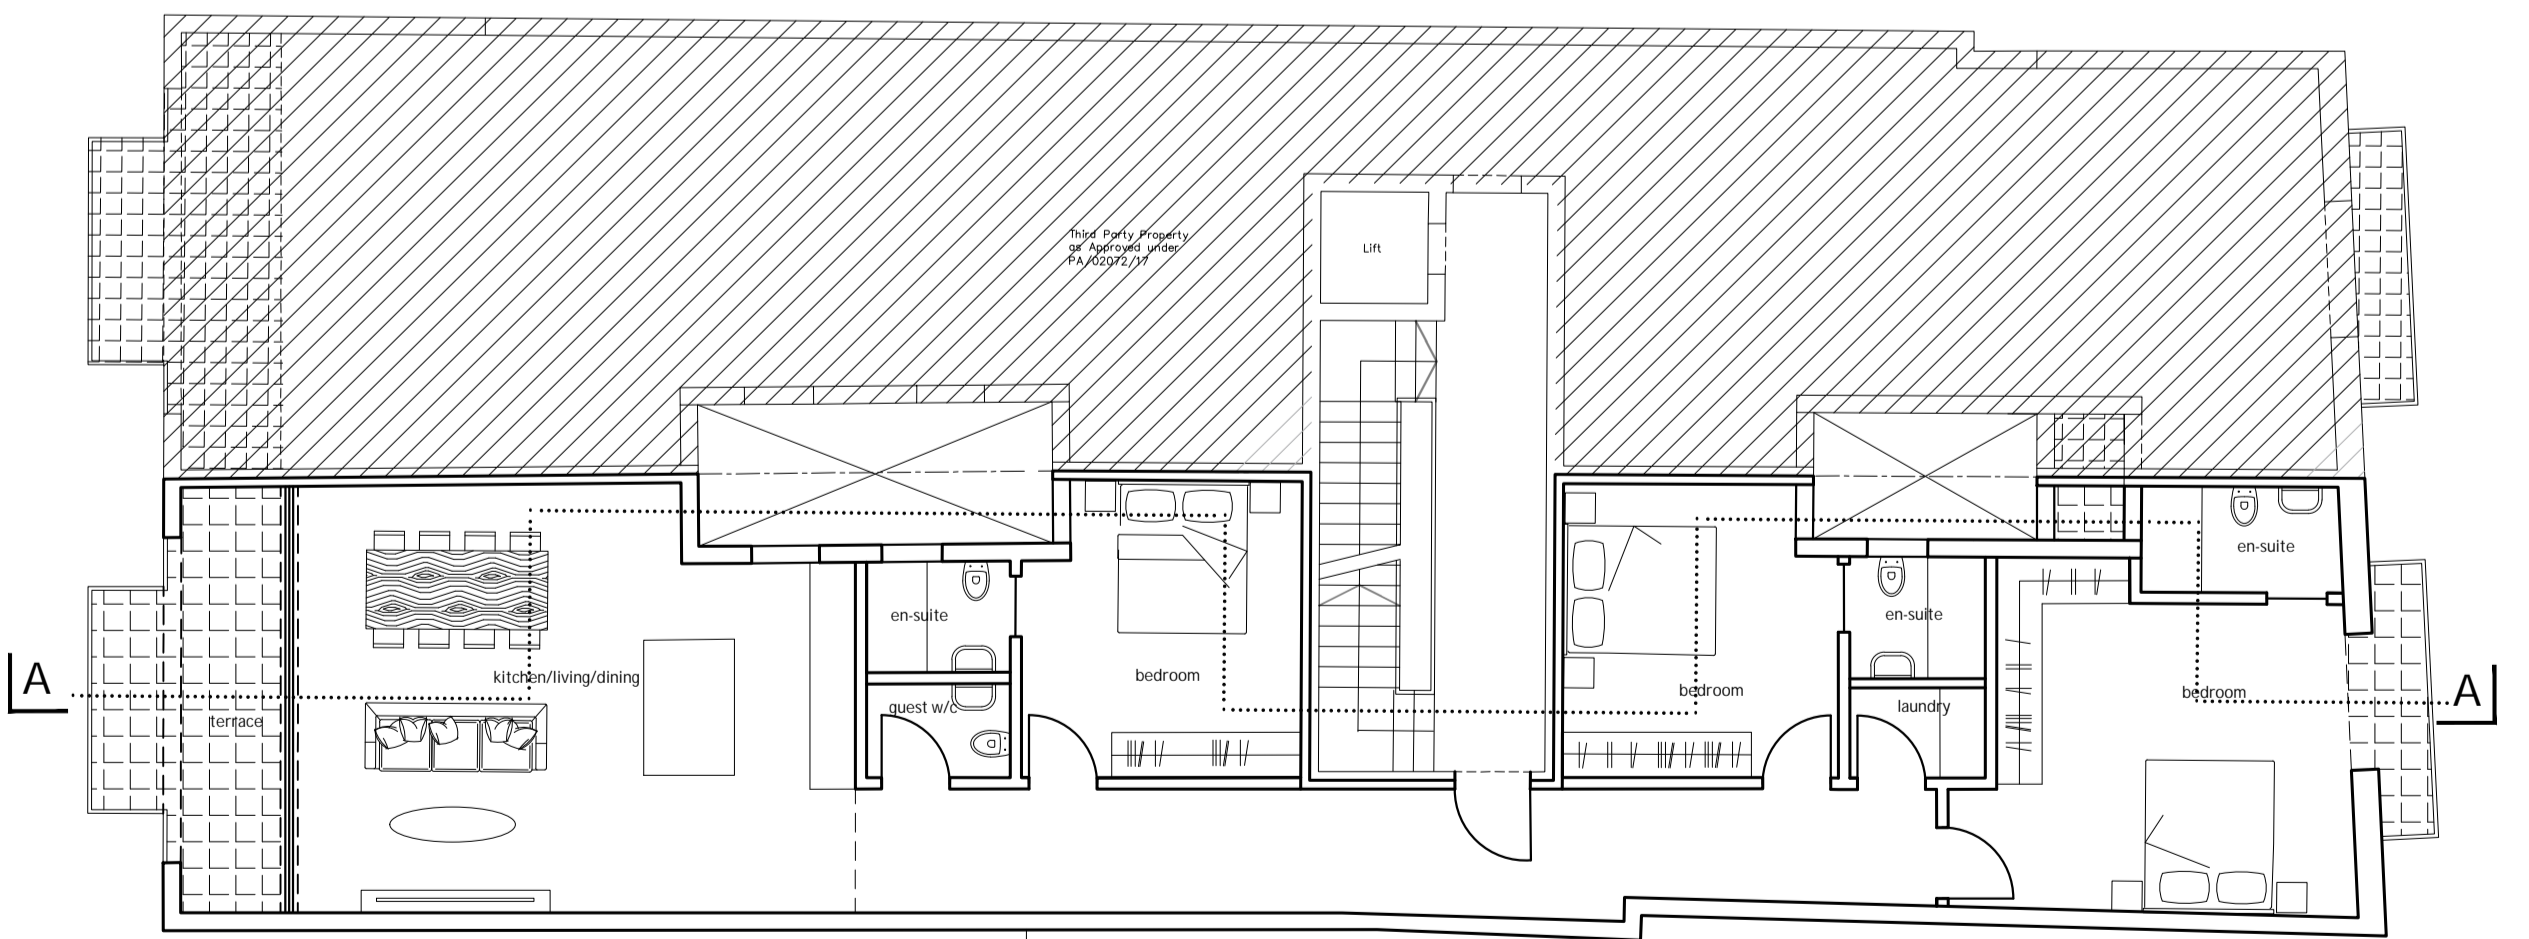 Third Party Property
as Approved under
PA/02072/17
Lift
en-suite
en-suite
en-suite
kitchen/living/dining
bedroom
bedroom
bedroom
A
A
terrace
guest w/c
laundry